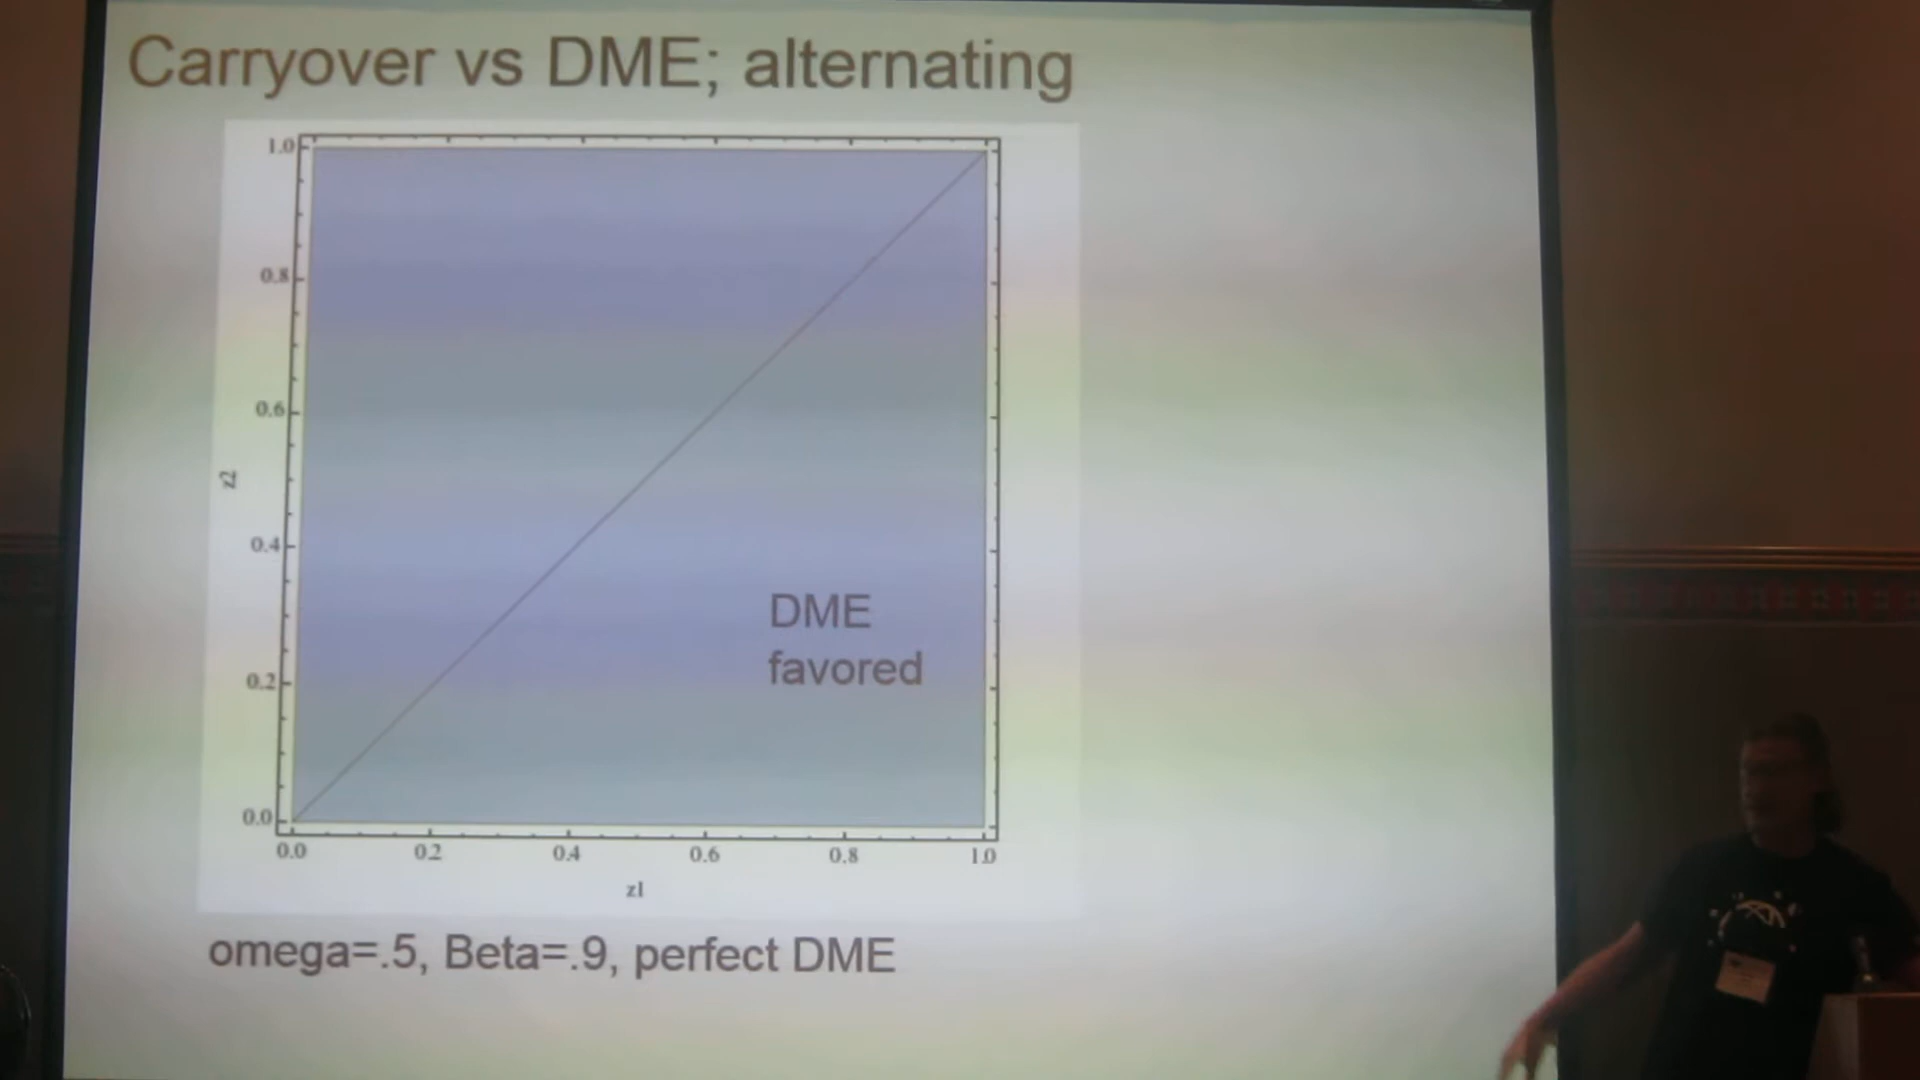 Carryover vs DME; alternating
1.0
0.8
0.6
z2
0.4
DME
favored
0.2
0.0
0.0 0.2 0.4 0.6 0.8 1.0
z1
omega=.5, Beta=.9, perfect DME